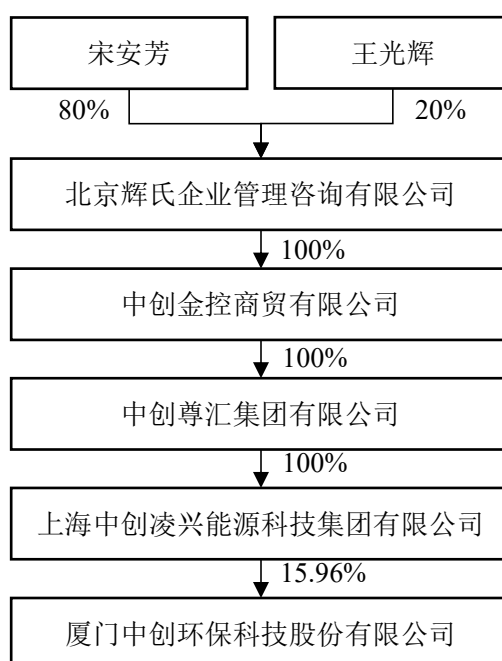 宋安芳
王光辉
80%
20%
北京辉氏企业管理咨询有限公司
100%
中创金控商贸有限公司
100%
中创尊汇集团有限公司
100%
上海中创凌兴能源科技集团有限公司
15.96%
厦门中创环保科技股份有限公司